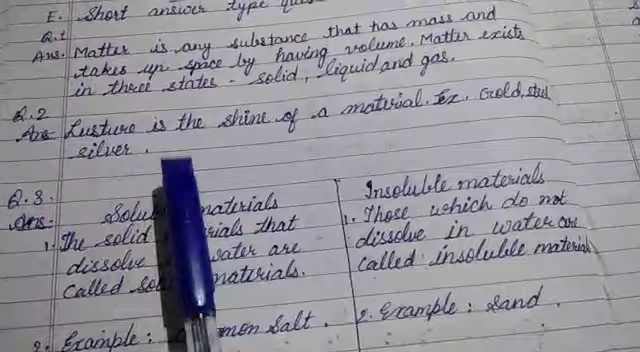 E. Short answer type
Q.1
Ans. Matter is any substance that has mass and
takes up space by having volume. Matter exists
in three states - solid, liquid and gas.
Q.2
Ans Lusture is the shine of a material. Ex. Gold,
silver.
Q.3.
Ans. materials
1. The solid that
dissolve water are
called materials.
2. Example: Salt.
Insoluble materials
1. Those which do not
dissolve in water are
called insoluble material
2. Example: Sand.